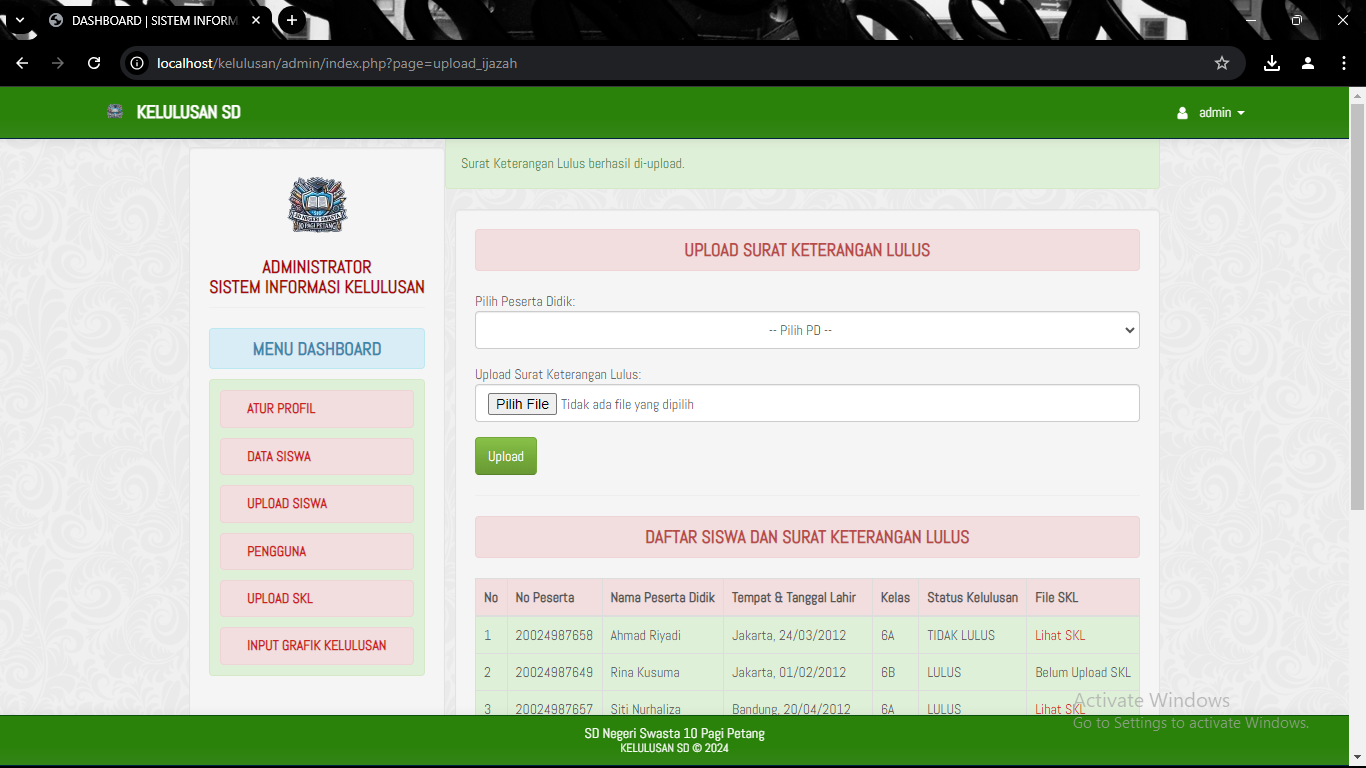 DASHBOARD | SISTEM INFORM
localhost/kelulusan/admin/index.php?page=upload_ijazah
KELULUSAN SD
admin
Surat Keterangan Lulus berhasil di-upload.
SD NEGERI SWASTA
10 PAGI PETANG
ADMINISTRATOR
SISTEM INFORMASI KELULUSAN
MENU DASHBOARD
ATUR PROFIL
DATA SISWA
UPLOAD SISWA
PENGGUNA
UPLOAD SKL
INPUT GRAFIK KELULUSAN
UPLOAD SURAT KETERANGAN LULUS
Pilih Peserta Didik:
-- Pilih PD --
Upload Surat Keterangan Lulus:
Pilih File Tidak ada file yang dipilih
Upload
DAFTAR SISWA DAN SURAT KETERANGAN LULUS
No No Peserta Nama Peserta Didik Tempat & Tanggal Lahir Kelas Status Kelulusan File SKL
1 20024987658 Ahmad Riyadi Jakarta, 24/03/2012 6A TIDAK LULUS Lihat SKL
2 20024987649 Rina Kusuma Jakarta, 01/02/2012 6B LULUS Belum Upload SKL
3 20024987657 Siti Nurhaliza Bandung, 20/04/2012 6A LULUS Lihat SKL
Activate Windows
Go to Settings to activate Windows.
SD Negeri Swasta 10 Pagi Petang
KELULUSAN SD © 2024